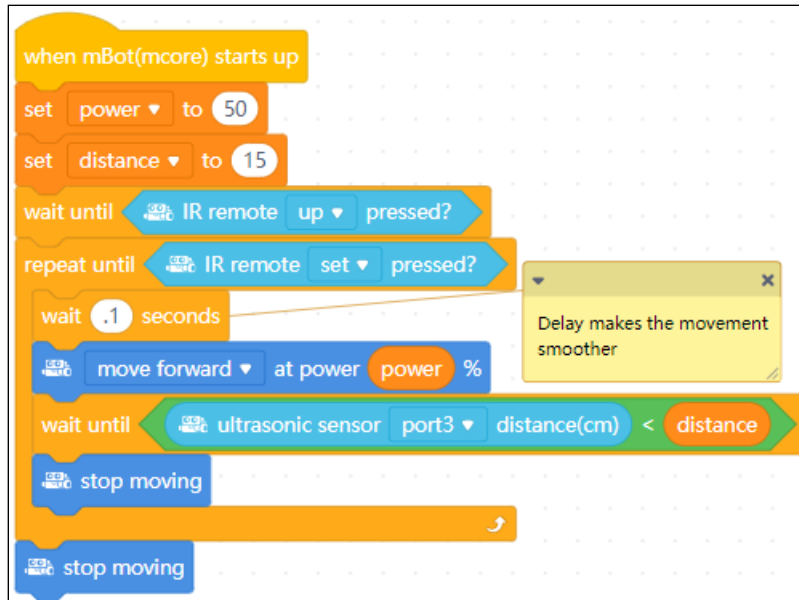 when mBot(mcore) starts up
set power to 50
set distance to 15
wait until IR remote up pressed?
repeat until IR remote set pressed?
wait .1 seconds
Delay makes the movement
smoother
move forward at power power %
wait until ultrasonic sensor port3 distance(cm) < distance
stop moving
stop moving